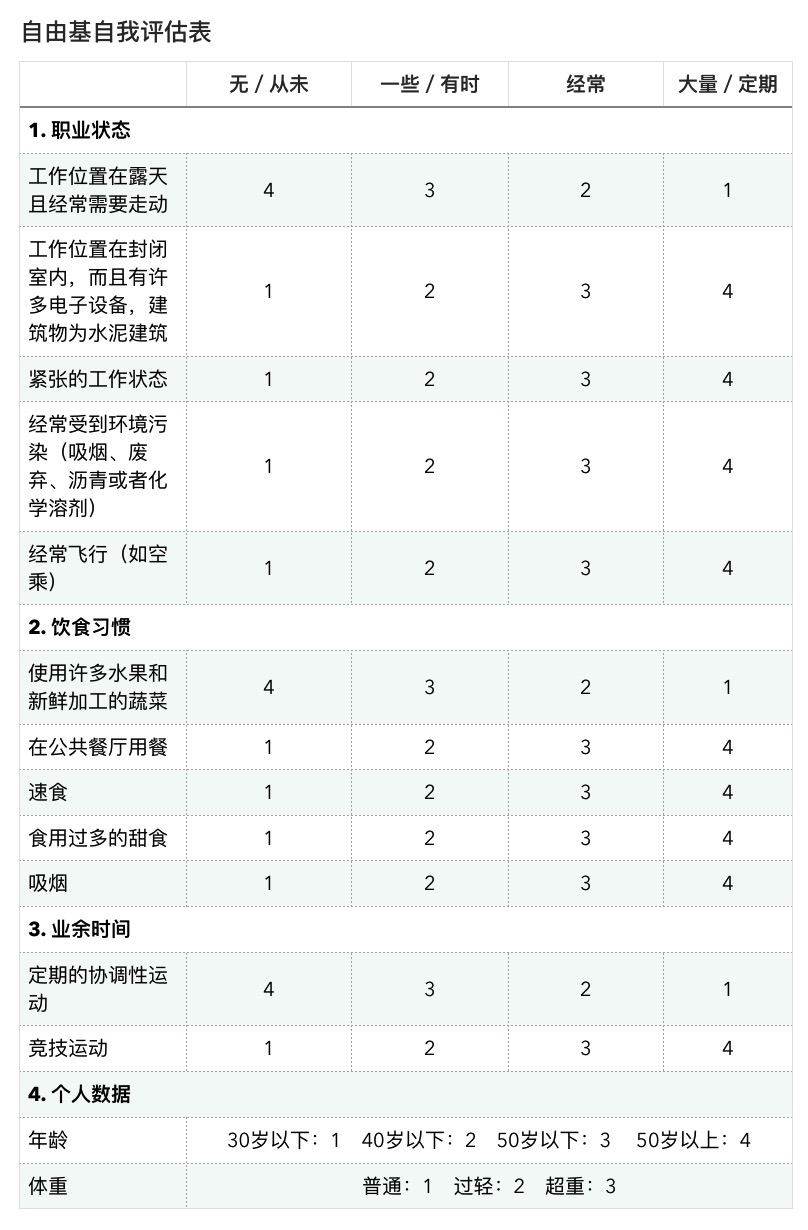 自由基自我评估表
无 / 从未 一些 / 有时 经常 大量 / 定期
1. 职业状态
工作位置在露天
且经常需要走动
4 3 2 1
工作位置在封闭
室内，而且有许
多电子设备，建
筑物为水泥建筑
1 2 3 4
紧张的工作状态 1 2 3 4
经常受到环境污
染（吸烟、废
弃、沥青或者化
学溶剂）
1 2 3 4
经常飞行（如空
乘）
1 2 3 4
2. 饮食习惯
使用许多水果和
新鲜加工的蔬菜
4 3 2 1
在公共餐厅用餐 1 2 3 4
速食 1 2 3 4
食用过多的甜食 1 2 3 4
吸烟 1 2 3 4
3. 业余时间
定期的协调性运
动
4 3 2 1
竞技运动 1 2 3 4
4. 个人数据
年龄 30岁以下：1 40岁以下：2 50岁以下：3 50岁以上：4
体重 普通：1 过轻：2 超重：3